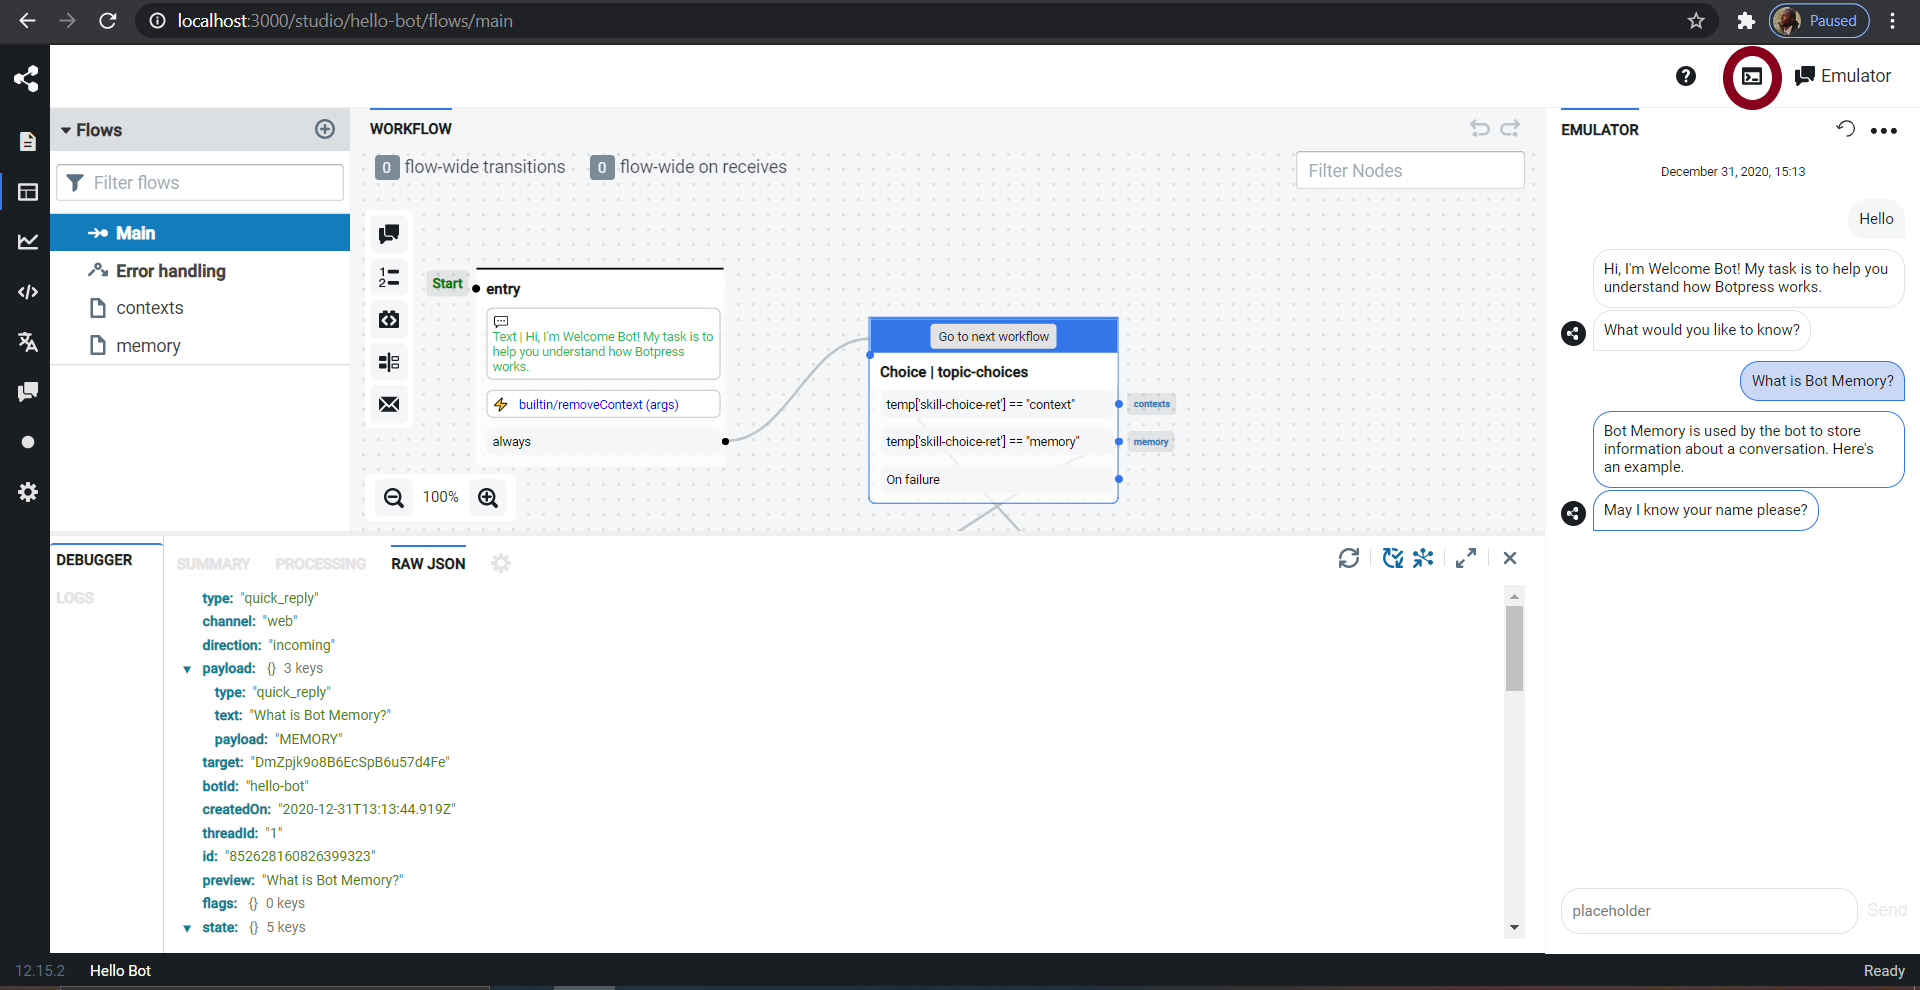 localhost:3000/studio/hello-bot/flows/main
Paused
Emulator
Flows
Filter flows
Main
Error handling
contexts
memory
WORKFLOW
0 flow-wide transitions
0 flow-wide on receives
Filter Nodes
1
2
Start
entry
Text | Hi, I'm Welcome Bot! My task is to
help you understand how Botpress
works.
builtin/removeContext (args)
always
Go to next workflow
Choice | topic-choices
temp['skill-choice-ret'] == "context"
contexts
temp['skill-choice-ret'] == "memory"
memory
On failure
100%
EMULATOR
December 31, 2020, 15:13
Hello
Hi, I'm Welcome Bot! My task is to help you
understand how Botpress works.
What would you like to know?
What is Bot Memory?
Bot Memory is used by the bot to store
information about a conversation. Here's
an example.
May I know your name please?
placeholder
Send
DEBUGGER
LOGS
SUMMARY
PROCESSING
RAW JSON
type: "quick_reply"
channel: "web"
direction: "incoming"
payload: {} 3 keys
type: "quick_reply"
text: "What is Bot Memory?"
payload: "MEMORY"
target: "DmZpjk9o8B6EcSpB6u57d4Fe"
botId: "hello-bot"
createdOn: "2020-12-31T13:13:44.919Z"
threadId: "1"
id: "852628160826399323"
preview: "What is Bot Memory?"
flags: {} 0 keys
state: {} 5 keys
12.15.2
Hello Bot
Ready